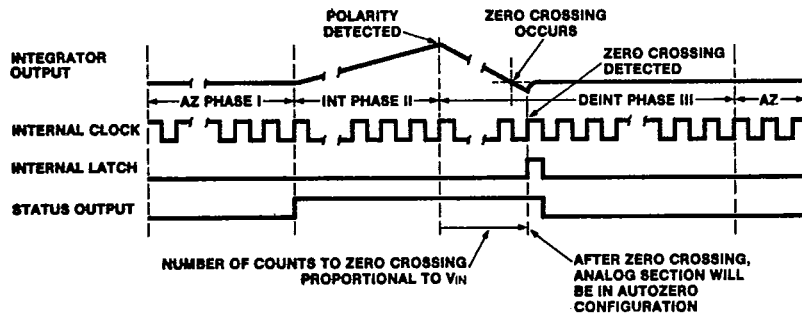 POLARITY
DETECTED
ZERO CROSSING
OCCURS
ZERO CROSSING
DETECTED
INTEGRATOR
OUTPUT
AZ PHASE I
INT PHASE II
DEINT PHASE III
AZ
INTERNAL CLOCK
INTERNAL LATCH
STATUS OUTPUT
NUMBER OF COUNTS TO ZERO CROSSING
PROPORTIONAL TO VIN
AFTER ZERO CROSSING,
ANALOG SECTION WILL
BE IN AUTOZERO
CONFIGURATION